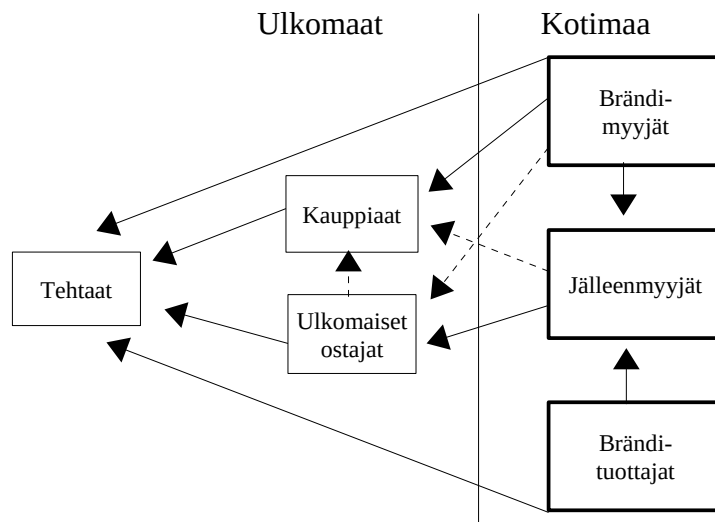 Ulkomaat
Kotimaa
Brändi-
myyjät
Kauppiaat
Tehtaat
Jälleenmyyjät
Ulkomaiset
ostajat
Brändi-
tuottajat